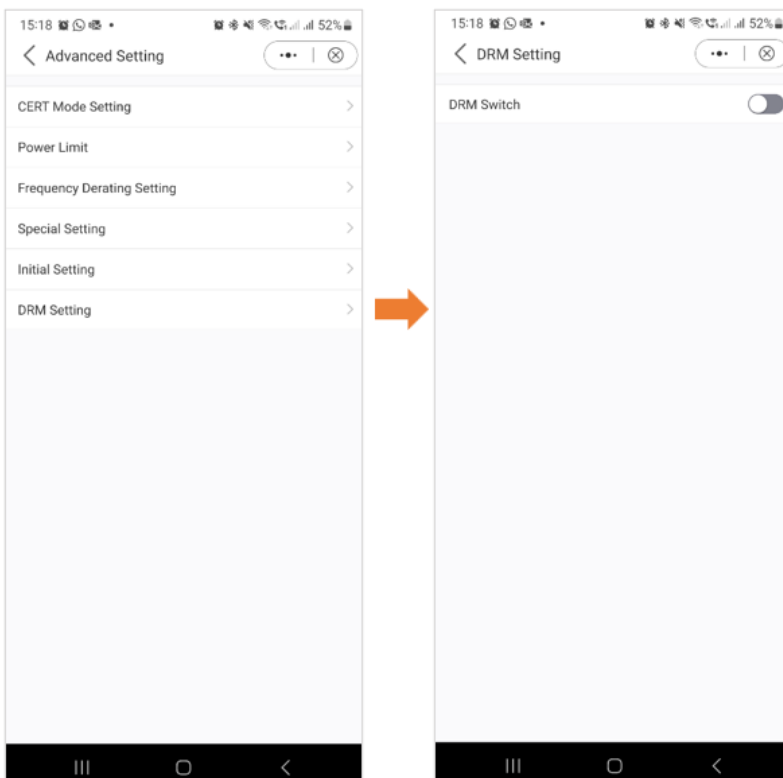 15:18 52%
Advanced Setting
CERT Mode Setting
Power Limit
Frequency Derating Setting
Special Setting
Initial Setting
DRM Setting
15:18 52%
DRM Setting
DRM Switch